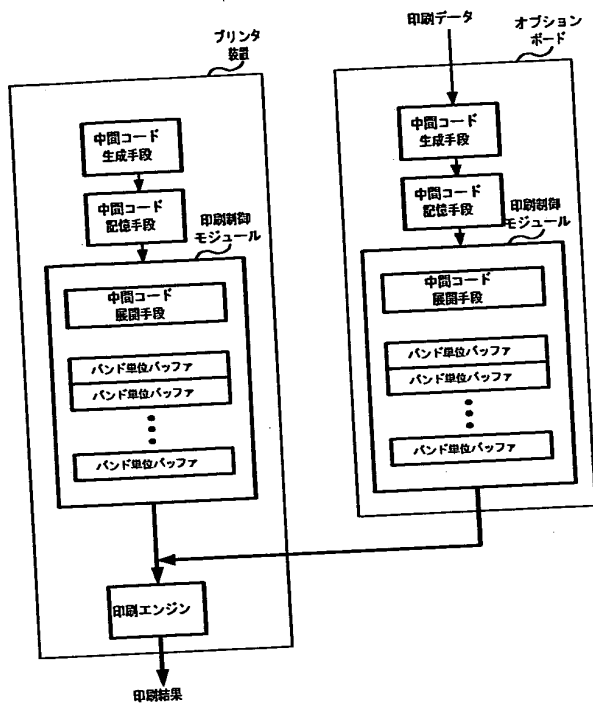 プリンタ
装置
中間コード
生成手段
中間コード
記憶手段
印刷制御
モジュール
中間コード
展開手段
バンド単位バッファ
バンド単位バッファ
バンド単位バッファ
印刷エンジン
印刷結果
印刷データ
オプション
ボード
中間コード
生成手段
中間コード
記憶手段
印刷制御
モジュール
中間コード
展開手段
バンド単位バッファ
バンド単位バッファ
バンド単位バッファ